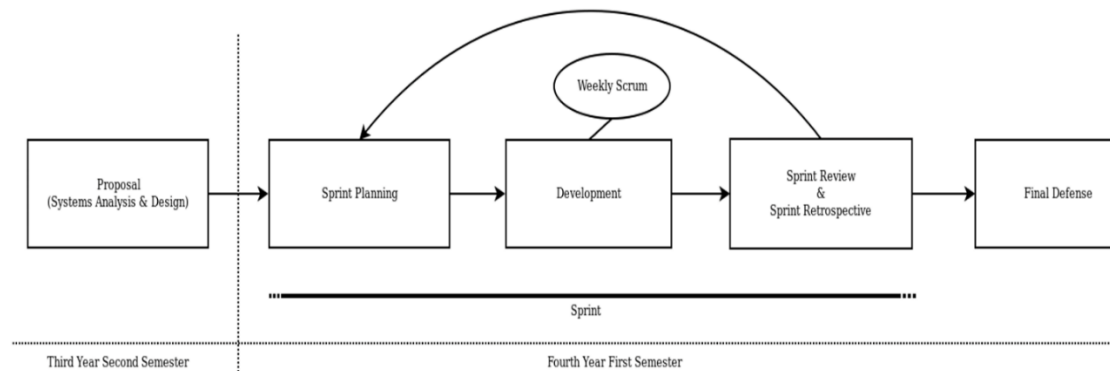 Weekly Scrum
Proposal
(Systems Analysis & Design)
Sprint Planning
Development
Sprint Review
&
Sprint Retrospective
Final Defense
Sprint
Third Year Second Semester
Fourth Year First Semester